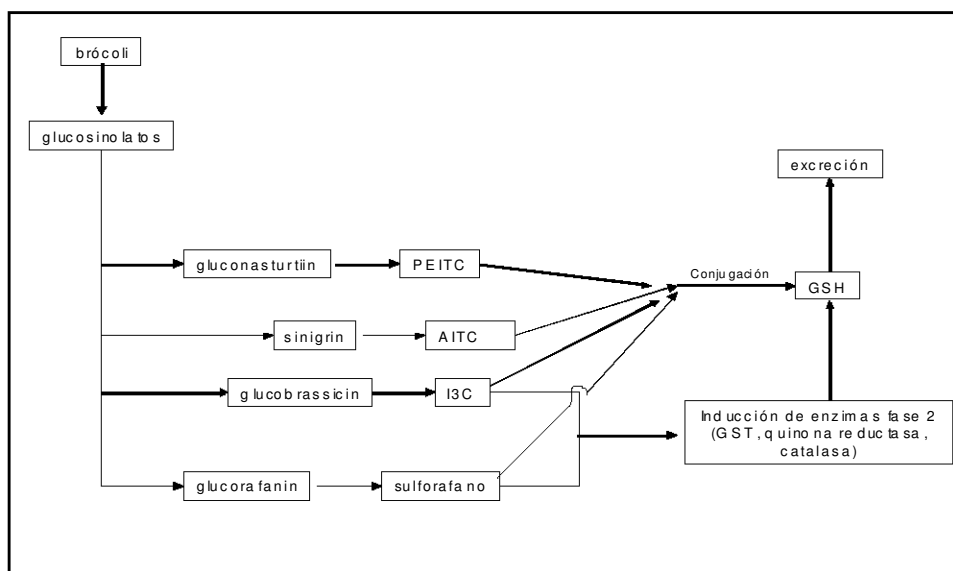 brócoli
glucosinolatos
excreción
gluconasturtiin
PEITC
Conjugación
GSH
sinigrin
AITC
glucobrassicin
I3C
Inducción de enzimas fase 2
(GST, quinona reductasa,
catalasa)
glucorafanin
sulforafano